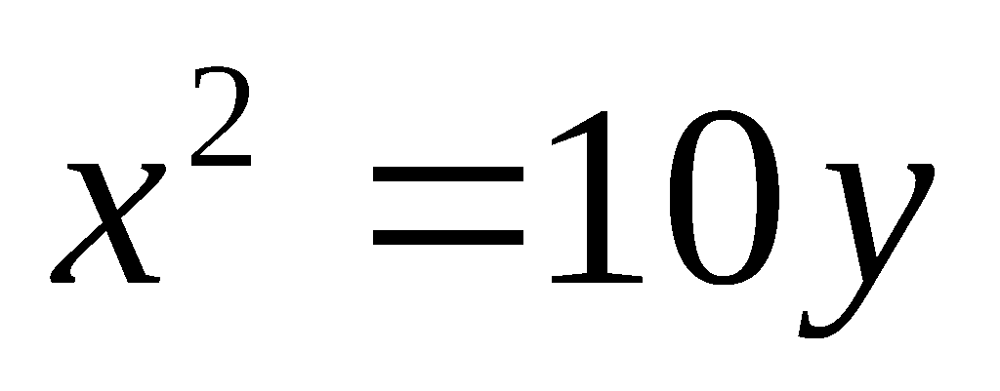 x² =10y